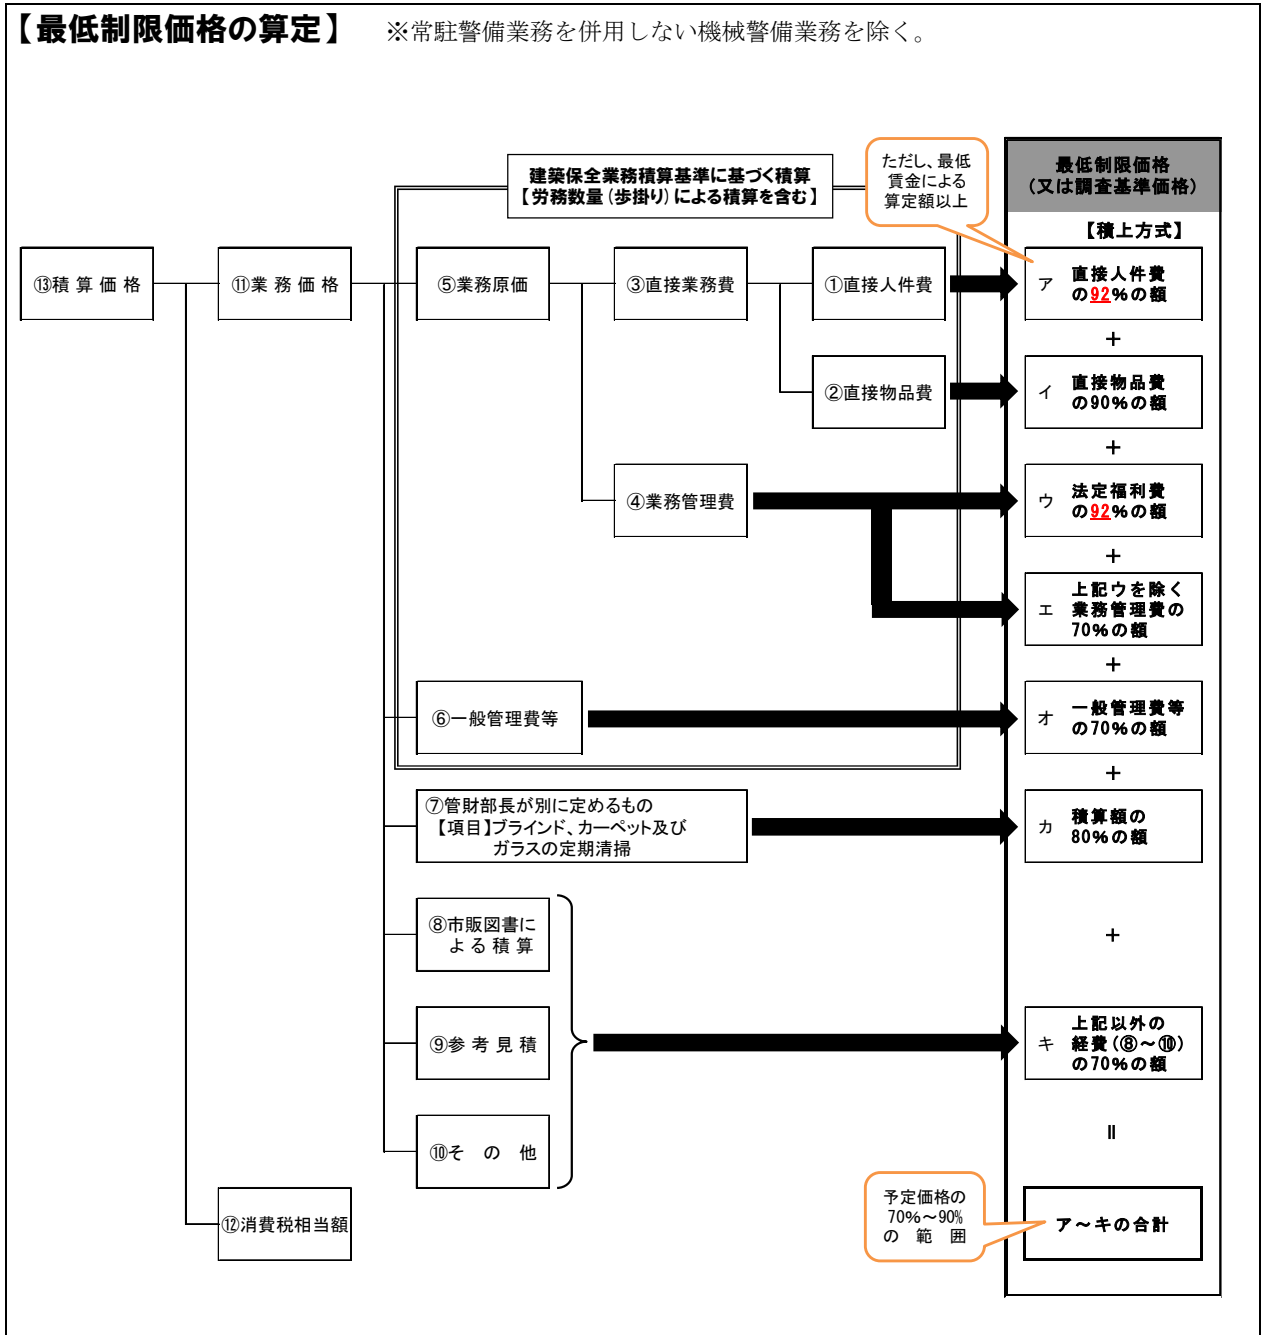 【最低制限価格の算定】 ※常駐警備業務を併用しない機械警備業務を除く。
建築保全業務積算基準に基づく積算
【労務数量(歩掛り)による積算を含む】
ただし、最低
賃金による
算定額以上
最低制限価格
(又は調査基準価格)
【積上方式】
⑬積算価格
⑪業務価格
⑤業務原価
③直接業務費
①直接人件費
ア 直接人件費
の92%の額
+
②直接物品費
イ 直接物品費
の90%の額
+
④業務管理費
ウ 法定福利費
の92%の額
+
エ 上記ウを除く
業務管理費の
70%の額
+
⑥一般管理費等
オ 一般管理費等
の70%の額
+
⑦管財部長が別に定めるもの
【項目】ブラインド、カーペット及び
ガラスの定期清掃
カ 積算額の
80%の額
⑧市販図書に
よる積算
+
⑨参考見積
キ 上記以外の
経費(⑧～⑩)
の70%の額
⑩その他
=
⑫消費税相当額
予定価格の
70%～90%
の範囲
ア～キの合計